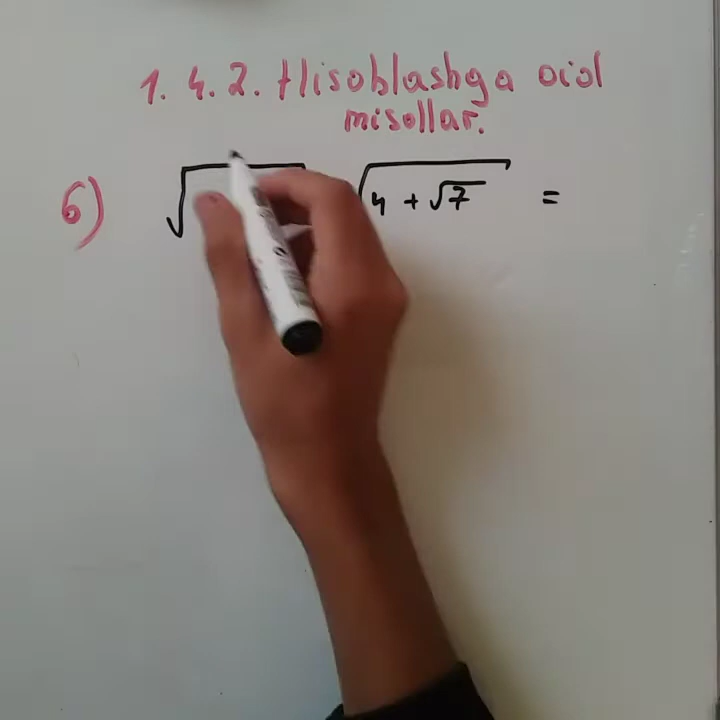 1.4.2. Hisoblashga oid
misollar.
6) √ √4+√7 =